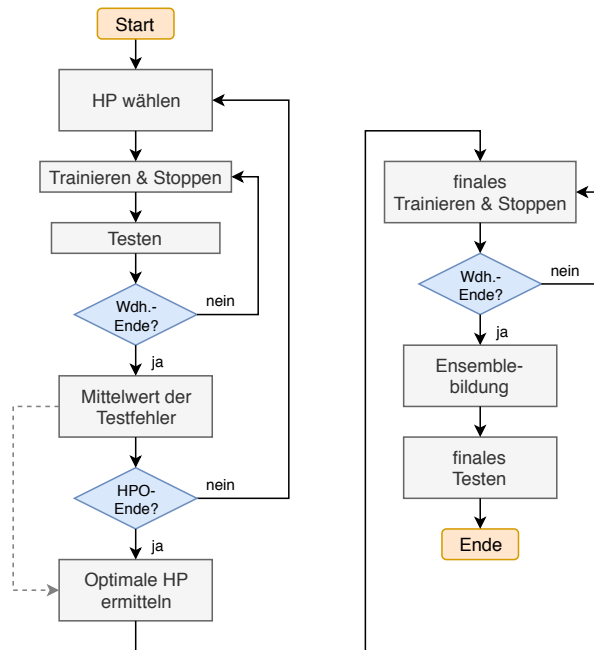 Start
HP wählen
Trainieren & Stoppen
Testen
Wdh.-
Ende?
nein
ja
Mittelwert der
Testfehler
HPO-
Ende?
nein
ja
Optimale HP
ermitteln
finales
Trainieren & Stoppen
Wdh.-
Ende?
nein
ja
Ensemble-
bildung
finales
Testen
Ende